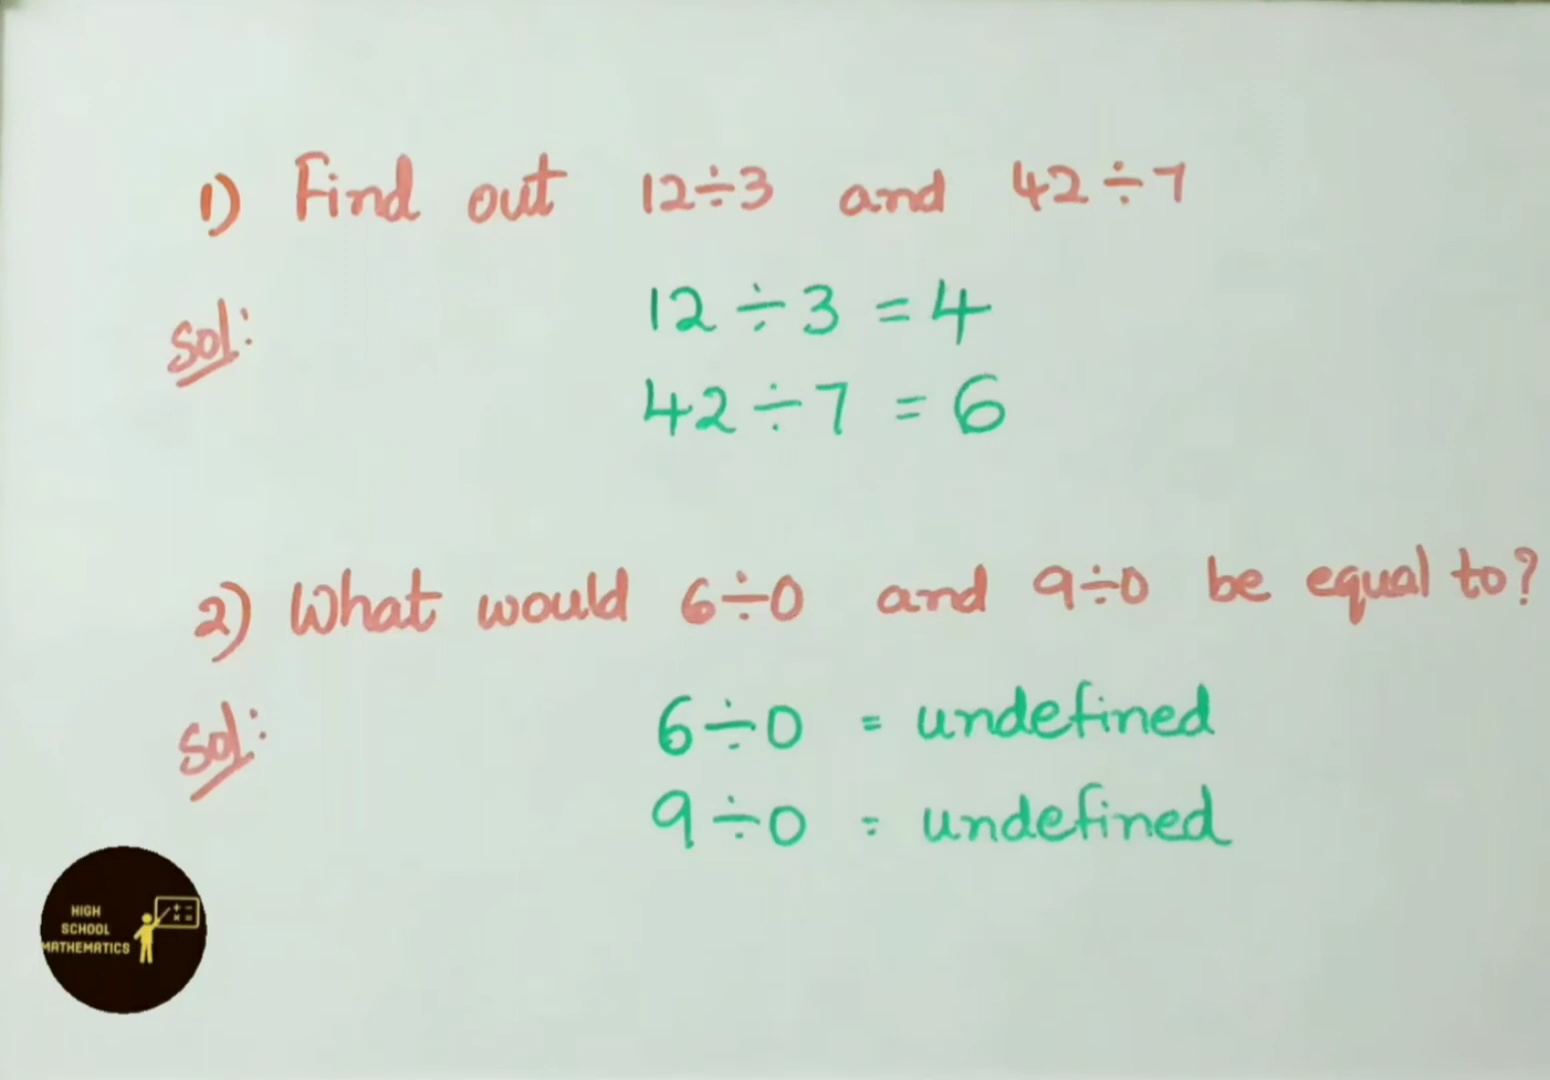 1) Find out 12÷3 and 42÷7
Sol:
12÷3 = 4
42÷7 = 6
2) What would 6÷0 and 9÷0 be equal to?
Sol:
6÷0 = undefined
9÷0 = undefined
HIGH
SCHOOL
MATHEMATICS